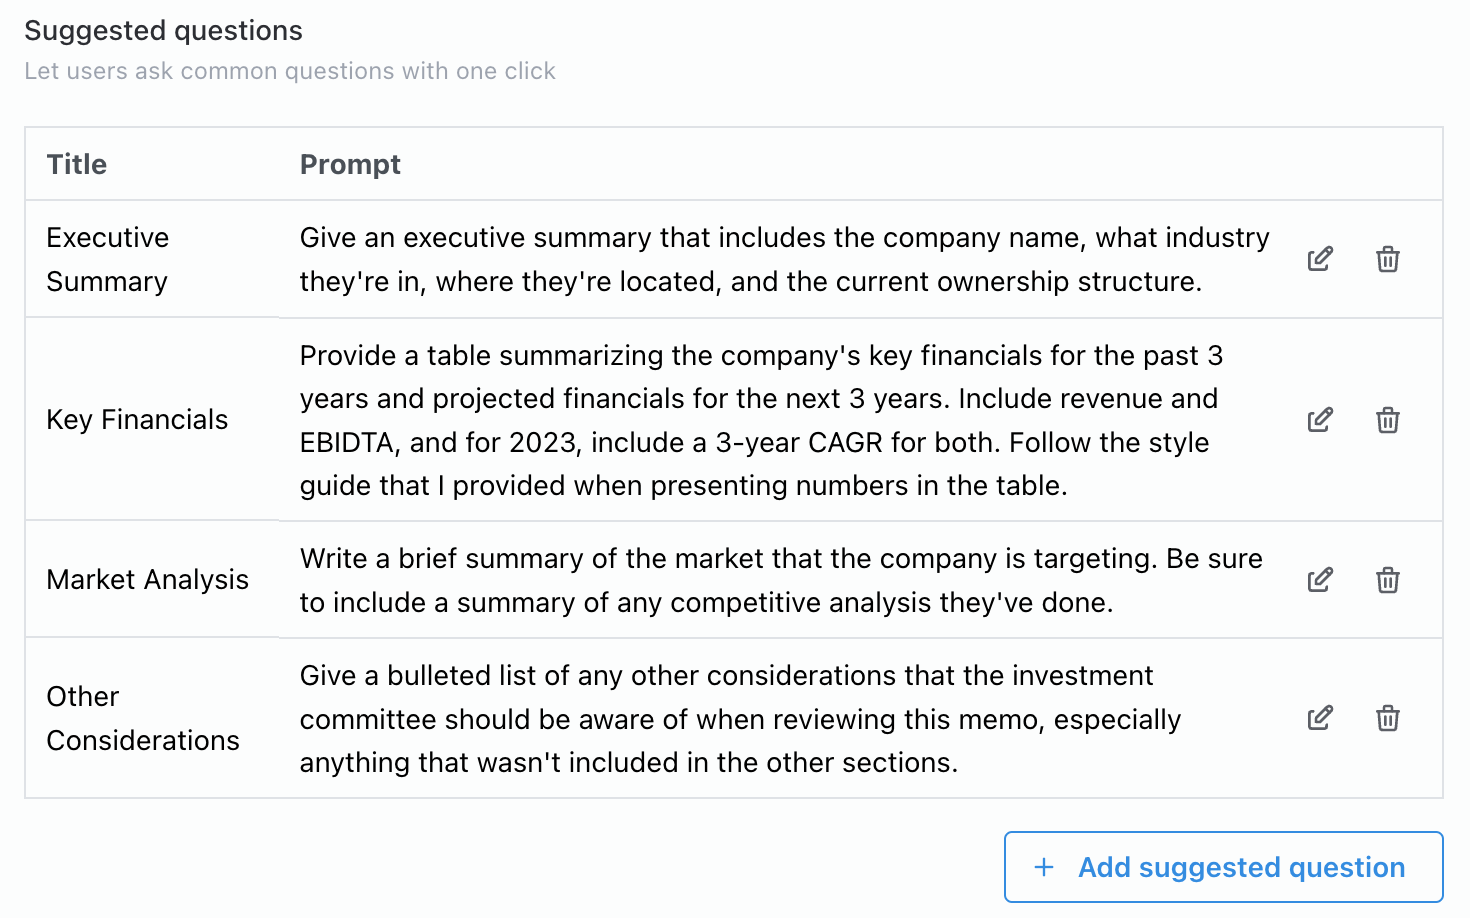 Suggested questions
Let users ask common questions with one click
Title
Prompt
Executive
Summary
Give an executive summary that includes the company name, what industry
they're in, where they're located, and the current ownership structure.
Key Financials
Provide a table summarizing the company's key financials for the past 3
years and projected financials for the next 3 years. Include revenue and
EBIDTA, and for 2023, include a 3-year CAGR for both. Follow the style
guide that I provided when presenting numbers in the table.
Market Analysis
Write a brief summary of the market that the company is targeting. Be sure
to include a summary of any competitive analysis they've done.
Other
Considerations
Give a bulleted list of any other considerations that the investment
committee should be aware of when reviewing this memo, especially
anything that wasn't included in the other sections.
+ Add suggested question